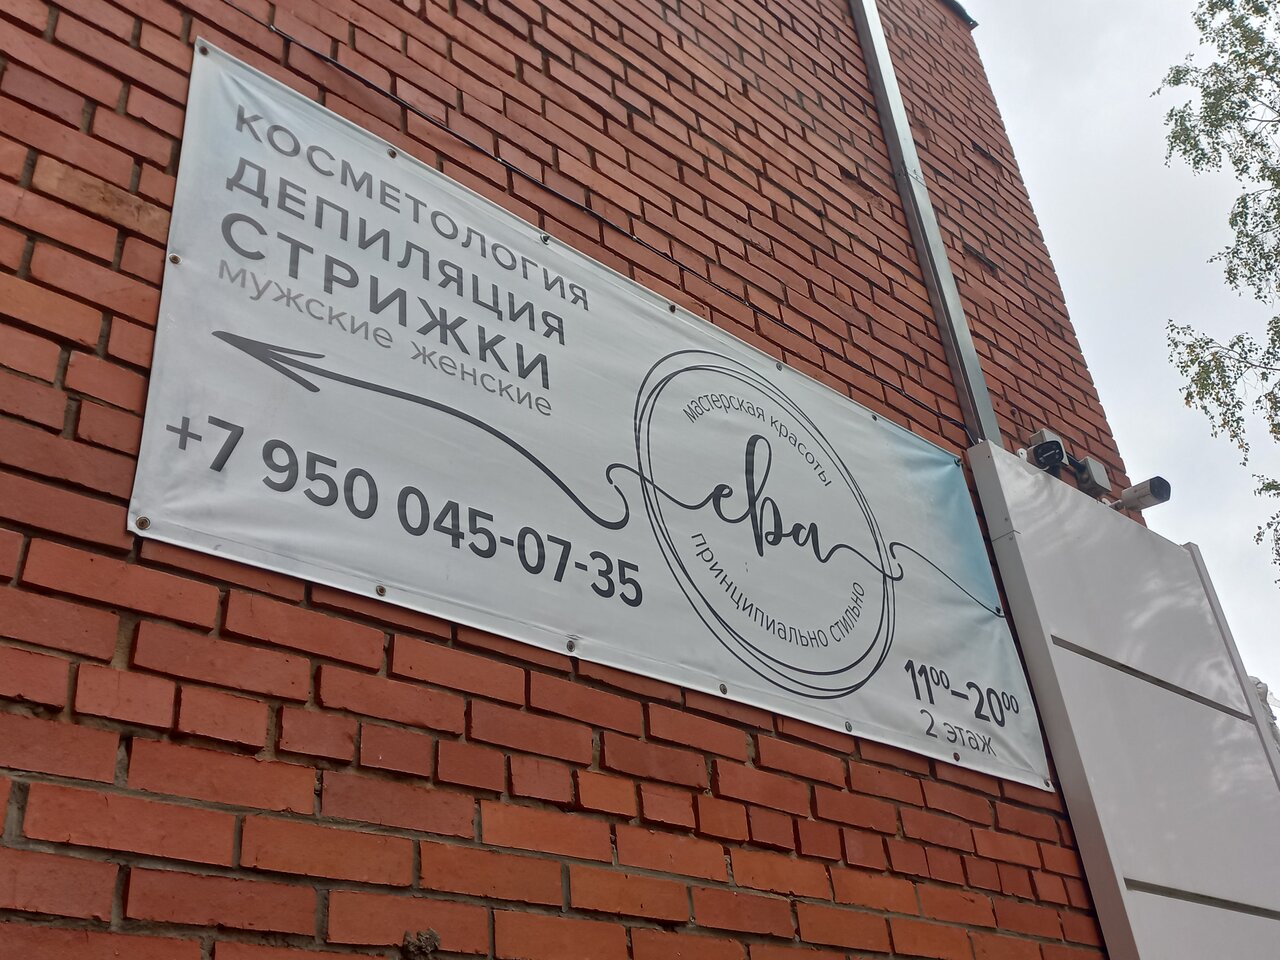 КОСМЕТОЛОГИЯ
ДЕПИЛЯЦИЯ
СТРИЖКИ
мужские женские
+7 950 045-07-35
мастерская красоты
ева
принципиально стильно
11⁰⁰–20⁰⁰
2 этаж